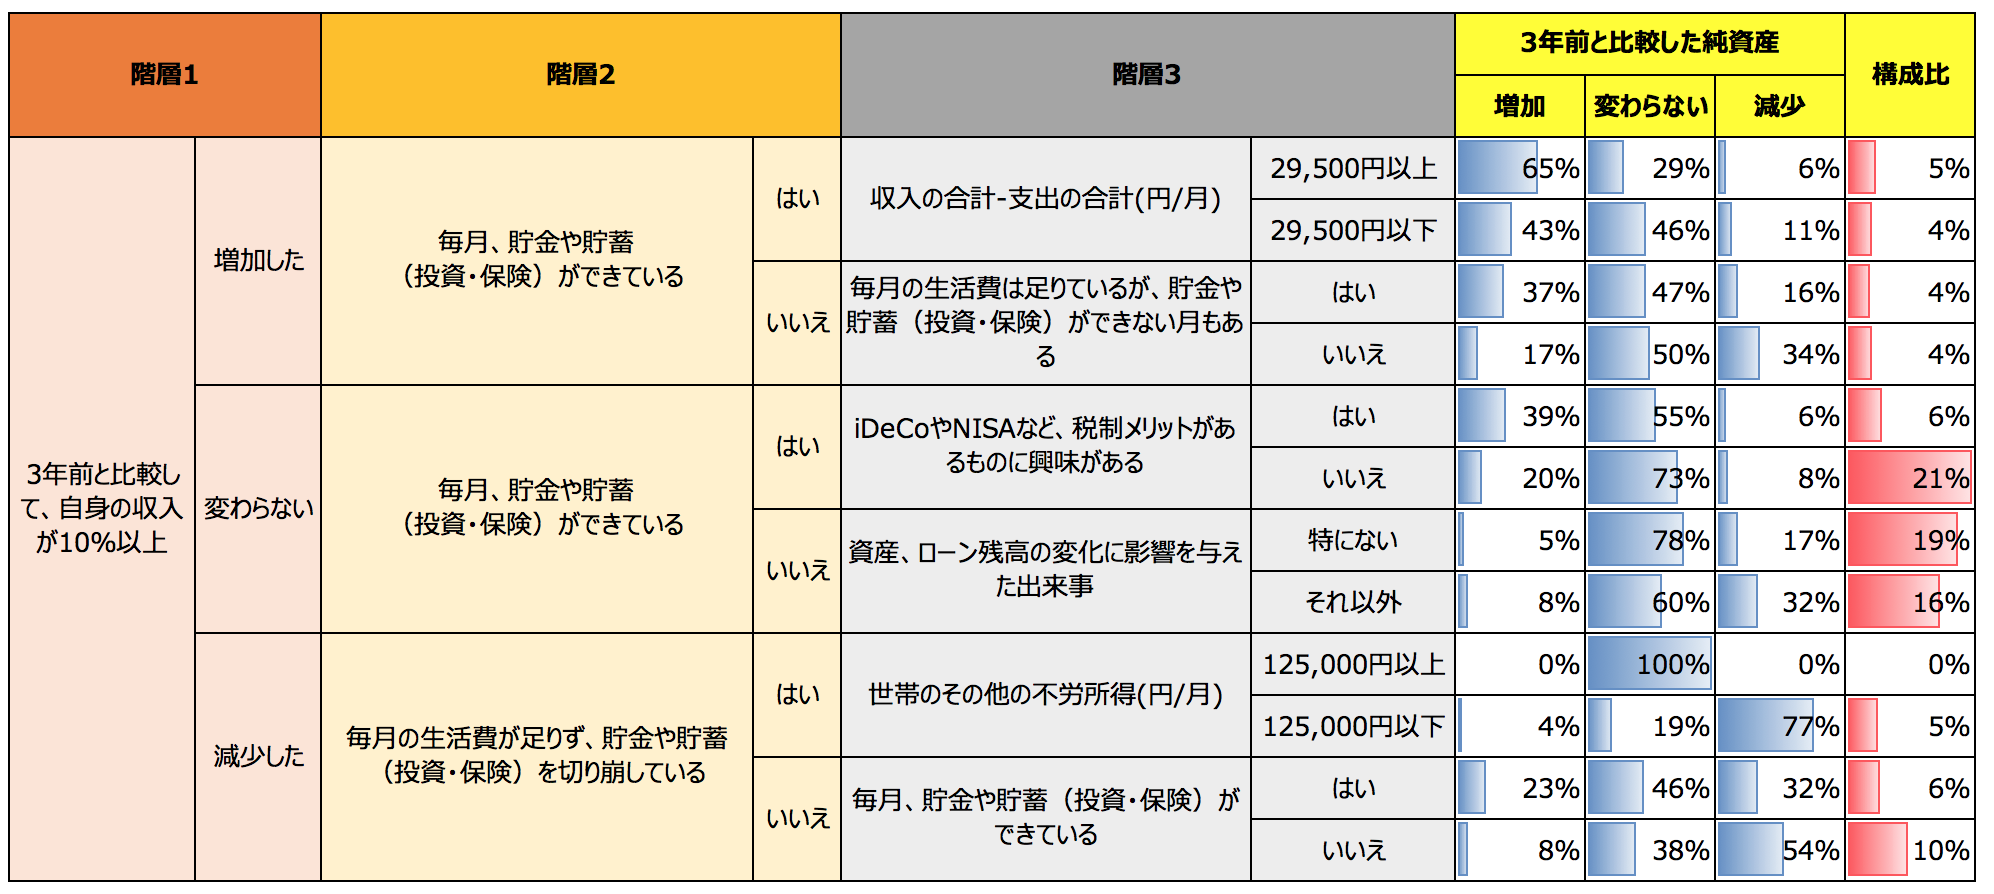 階層1
階層2
階層3
3年前と比較した純資産
増加
変わらない
減少
構成比
3年前と比較し
て、自身の収入
が10%以上
増加した
毎月、貯金や貯蓄
（投資・保険）ができている
はい
収入の合計-支出の合計(円/月)
29,500円以上
65%
29%
6%
5%
29,500円以下
43%
46%
11%
4%
いいえ
毎月の生活費は足りているが、貯金や
貯蓄（投資・保険）ができない月もあ
る
はい
37%
47%
16%
4%
いいえ
17%
50%
34%
4%
変わらない
毎月、貯金や貯蓄
（投資・保険）ができている
はい
iDeCoやNISAなど、税制メリットがあ
るものに興味がある
はい
39%
55%
6%
6%
いいえ
20%
73%
8%
21%
いいえ
資産、ローン残高の変化に影響を与え
た出来事
特にない
5%
78%
17%
19%
それ以外
8%
60%
32%
16%
減少した
毎月の生活費が足りず、貯金や貯蓄
（投資・保険）を切り崩している
はい
世帯のその他の不労所得(円/月)
125,000円以上
0%
100%
0%
0%
125,000円以下
4%
19%
77%
5%
いいえ
毎月、貯金や貯蓄（投資・保険）が
できている
はい
23%
46%
32%
6%
いいえ
8%
38%
54%
10%